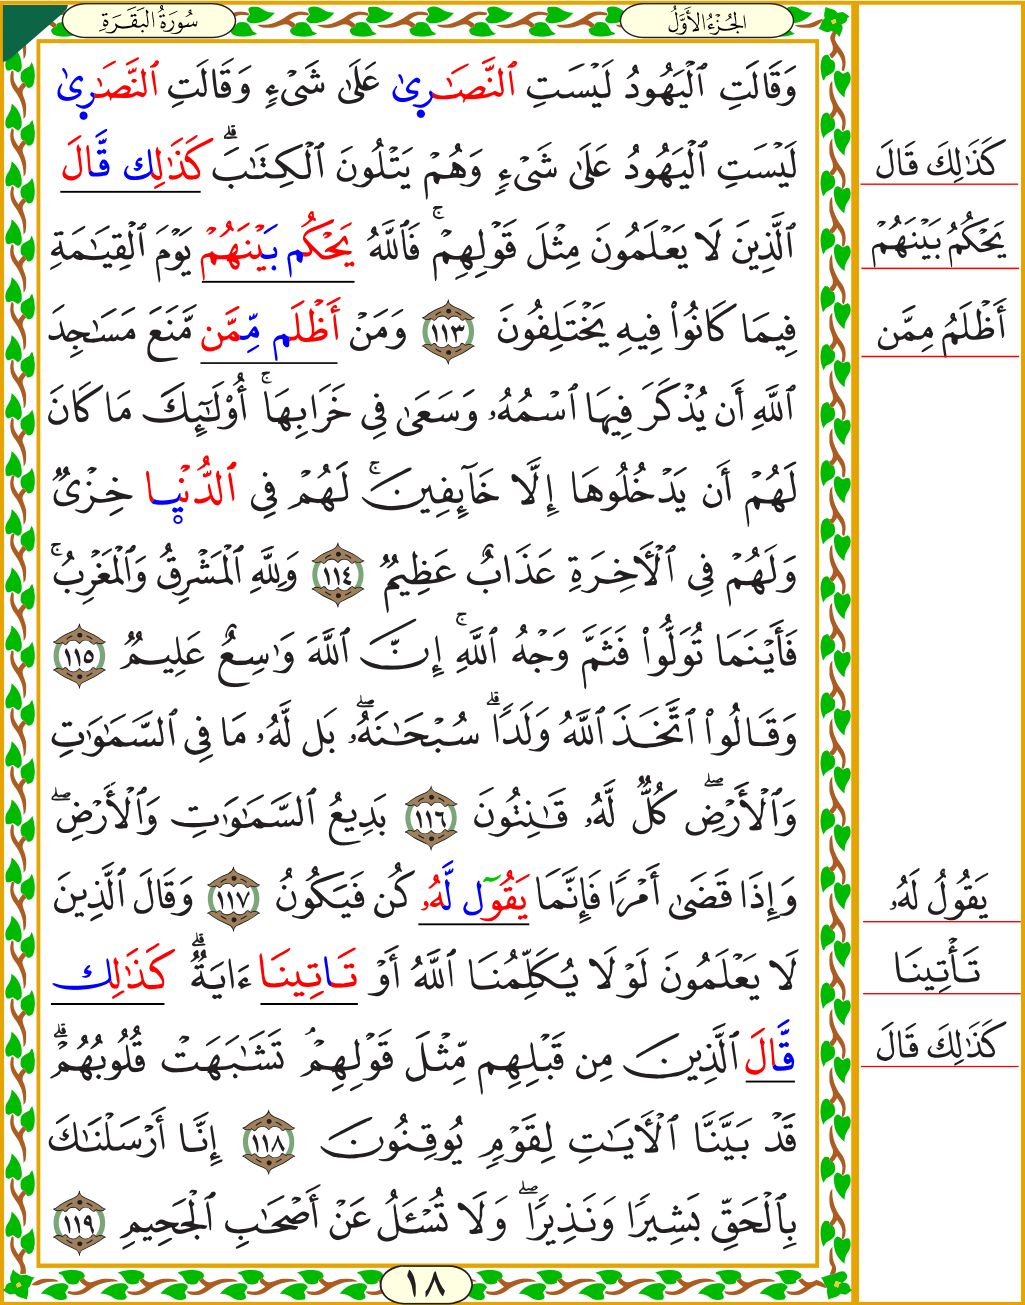 سُورَةُ البَقَرَةِ
الجُزْءُ الأَوَّلُ
وَقَالَتِ ٱلْيَهُودُ لَيْسَتِ ٱلنَّصَـٰرِىٰ عَلَىٰ شَىْءٍ وَقَالَتِ ٱلنَّصَـٰرِىٰ
لَيْسَتِ ٱلْيَهُودُ عَلَىٰ شَىْءٍ وَهُمْ يَتْلُونَ ٱلْكِتَـٰبَ ۗ كَذَٰلِك قَّالَ
ٱلَّذِينَ لَا يَعْلَمُونَ مِثْلَ قَوْلِهِمْ ۚ فَٱللَّهُ يَحْكُم بَيْنَهُمْ يَوْمَ ٱلْقِيَـٰمَةِ
فِيمَا كَانُوا۟ فِيهِ يَخْتَلِفُونَ ١١٣ وَمَنْ أَظْلَم مِّمَّن مَّنَعَ مَسَـٰجِدَ
ٱللَّهِ أَن يُذْكَرَ فِيهَا ٱسْمُهُۥ وَسَعَىٰ فِى خَرَابِهَآ ۚ أُو۟لَـٰٓئِكَ مَا كَانَ
لَهُمْ أَن يَدْخُلُوهَآ إِلَّا خَآئِفِينَ ۚ لَهُمْ فِى ٱلدُّنْيِـا خِزْىٌ
وَلَهُمْ فِى ٱلْأَخِرَةِ عَذَابٌ عَظِيمٌ ١١٤ وَلِلَّهِ ٱلْمَشْرِقُ وَٱلْمَغْرِبُ ۚ
فَأَيْنَمَا تُوَلُّوا۟ فَثَمَّ وَجْهُ ٱللَّهِ ۚ إِنَّ ٱللَّهَ وَٰسِعٌ عَلِيمٌ ١١٥
وَقَالُوا۟ ٱتَّخَذَ ٱللَّهُ وَلَدًا ۗ سُبْحَـٰنَهُۥ ۖ بَل لَّهُۥ مَا فِى ٱلسَّمَـٰوَٰتِ
وَٱلْأَرْضِ ۖ كُلٌّ لَّهُۥ قَـٰنِتُونَ ١١٦ بَدِيعُ ٱلسَّمَـٰوَٰتِ وَٱلْأَرْضِ ۖ
وَإِذَا قَضَىٰٓ أَمْرًا فَإِنَّمَا يَقُوٓل لَّهُۥ كُن فَيَكُونُ ١١٧ وَقَالَ ٱلَّذِينَ
لَا يَعْلَمُونَ لَوْلَا يُكَلِّمُنَا ٱللَّهُ أَوْ تَاتِينَا ءَايَةٌ ۗ كَذَٰلِك
قَّالَ ٱلَّذِينَ مِن قَبْلِهِم مِّثْلَ قَوْلِهِمْ ۘ تَشَـٰبَهَتْ قُلُوبُهُمْ ۗ
قَدْ بَيَّنَّا ٱلْأَيَـٰتِ لِقَوْمٍ يُوقِنُونَ ١١٨ إِنَّآ أَرْسَلْنَـٰكَ
بِٱلْحَقِّ بَشِيرًا وَنَذِيرًا ۖ وَلَا تُسْـَٔلُ عَنْ أَصْحَـٰبِ ٱلْجَحِيمِ ١١٩
كَذَٰلِكَ قَالَ
يَحْكُمُ بَيْنَهُمْ
أَظْلَمُ مِمَّن
يَقُولُ لَهُۥ
تَأْتِينَا
كَذَٰلِكَ قَالَ
١٨